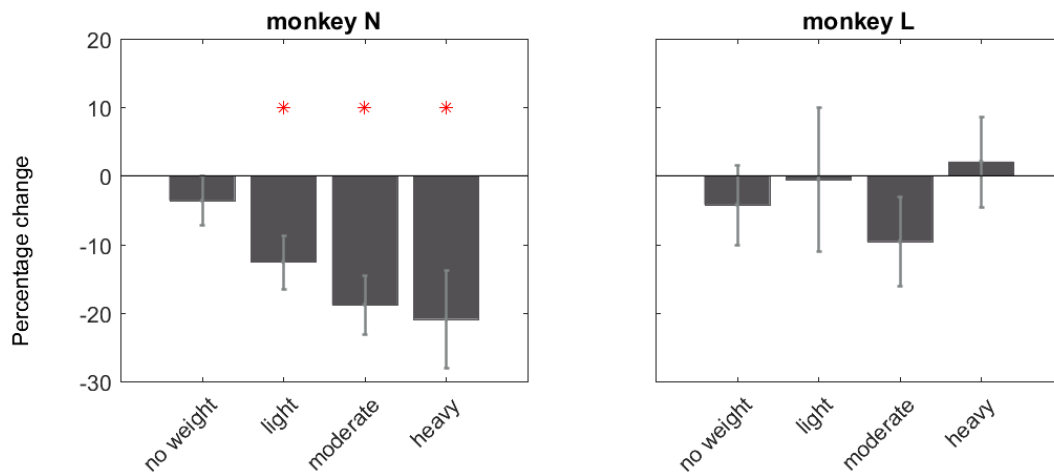 monkey N
monkey L
20
10
0
-10
-20
-30
Percentage change
no weight
light
moderate
heavy
no weight
light
moderate
heavy